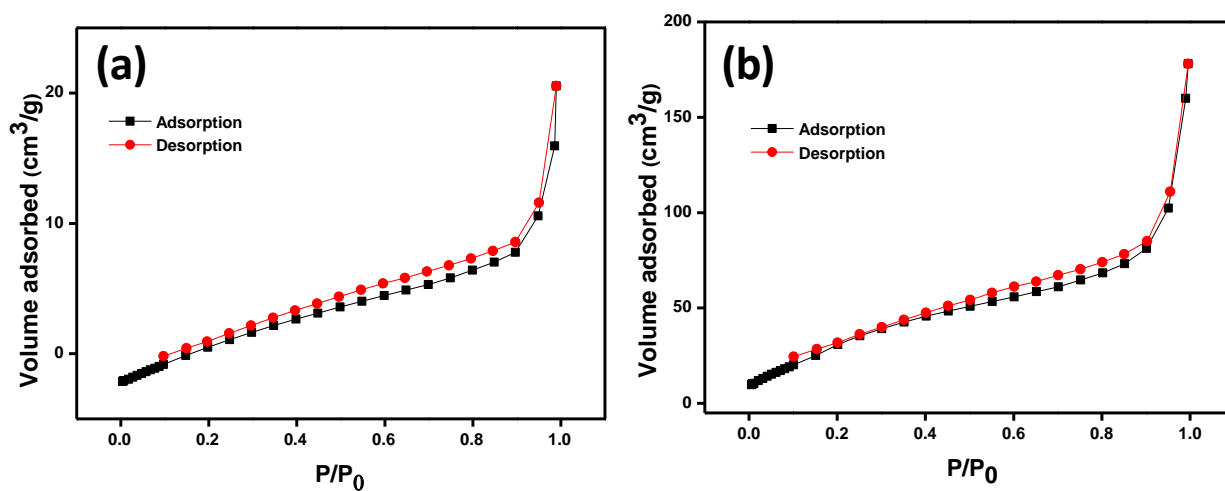 (a)
Adsorption
Desorption
Volume adsorbed (cm³/g)
20
10
0
0.0 0.2 0.4 0.6 0.8 1.0
P/P₀
(b)
Adsorption
Desorption
Volume adsorbed (cm³/g)
200
150
100
50
0
0.0 0.2 0.4 0.6 0.8 1.0
P/P₀